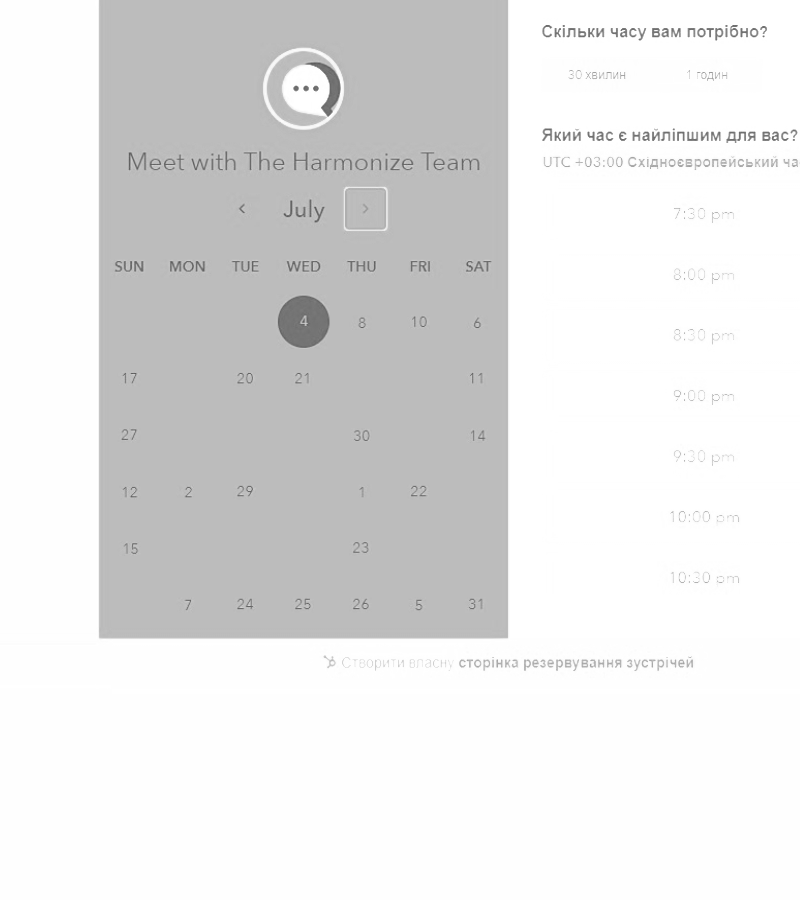 Meet with The Harmonize Team
July
SUN MON TUE WED THU FRI SAT
4 8 10 6
17 20 21 11
27 30 14
12 2 29 1 22
15 23
7 24 25 26 5 31
Скільки часу вам потрібно?
30 хвилин 1 годин
Який час є найліпшим для вас?
UTC +03:00 Східноєвропейський
7:30 pm
8:00 pm
8:30 pm
9:00 pm
9:30 pm
10:00 pm
10:30 pm
Створити власну сторінка резервування зустрічей